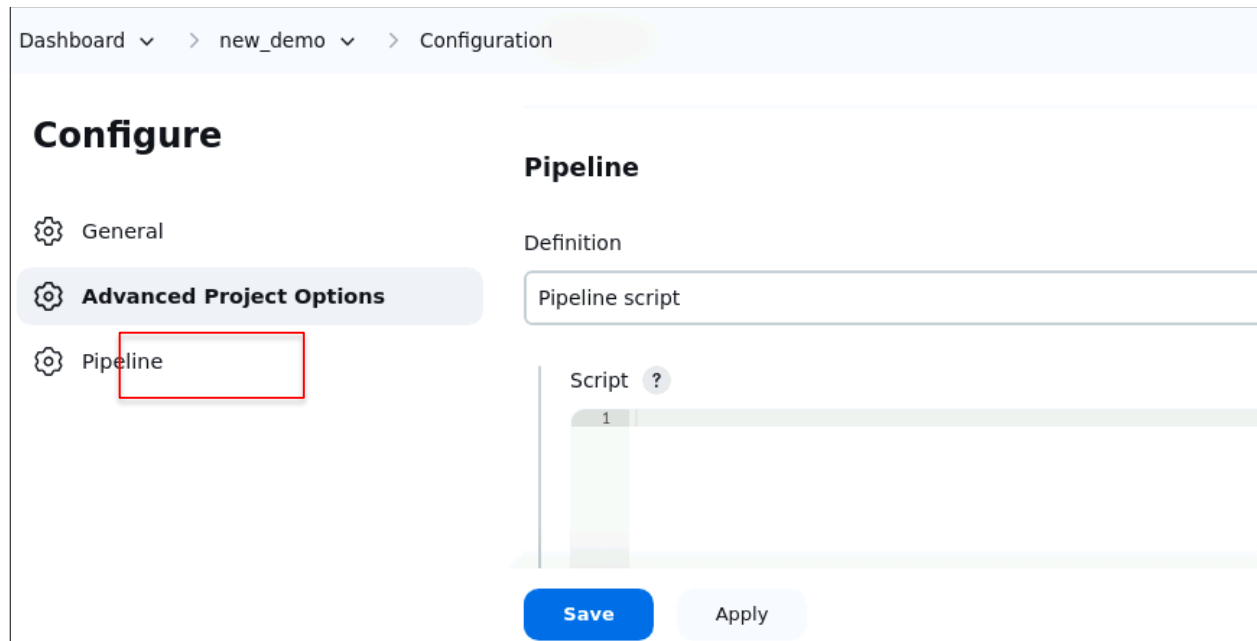 Dashboard > new_demo > Configuration
Configure
General
Advanced Project Options
Pipeline
Pipeline
Definition
Pipeline script
Script ?
1
Save Apply